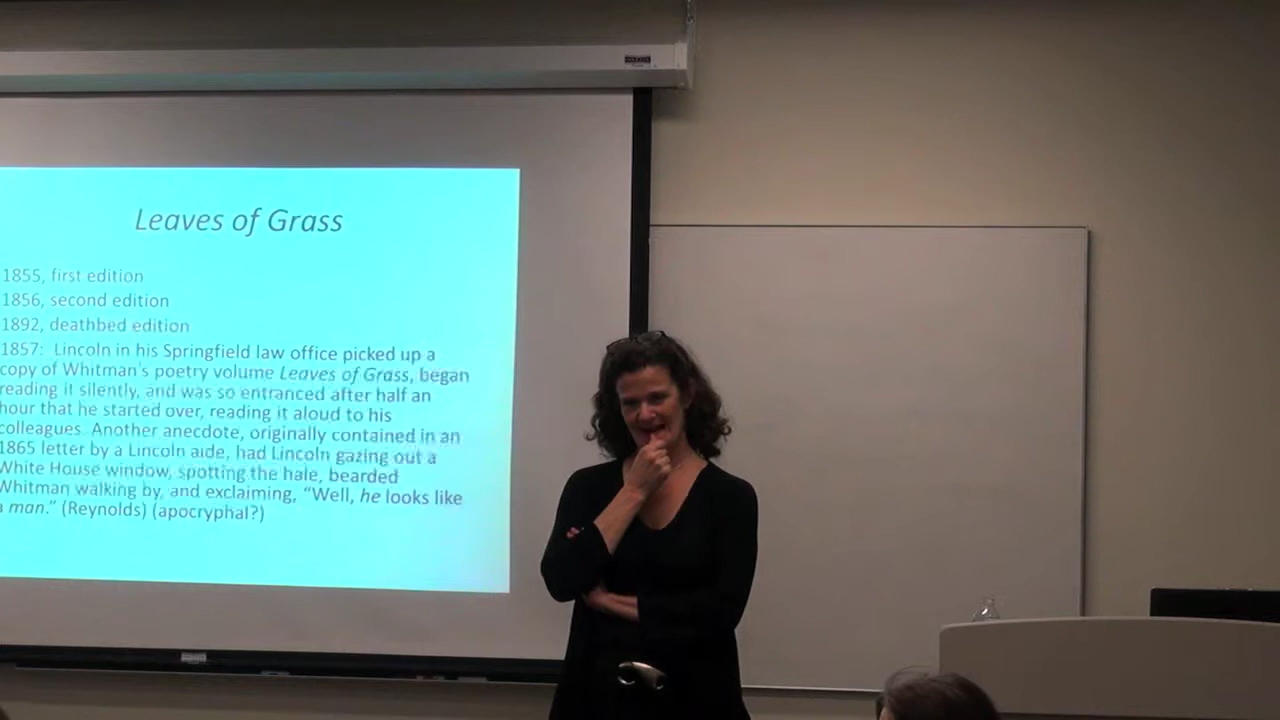 Leaves of Grass
1855, first edition
1856, second edition
1892, deathbed edition
1857: Lincoln in his Springfield law office picked up a
copy of Whitman's poetry volume Leaves of Grass, began
reading it silently, and was so entranced after half an
hour that he started over, reading it aloud to his
colleagues. Another anecdote, originally contained in an
1865 letter by a Lincoln aide, had Lincoln gazing out a
White House window, spotting the hale, bearded
Whitman walking by, and exclaiming, “Well, he looks like
a man.” (Reynolds) (apocryphal?)